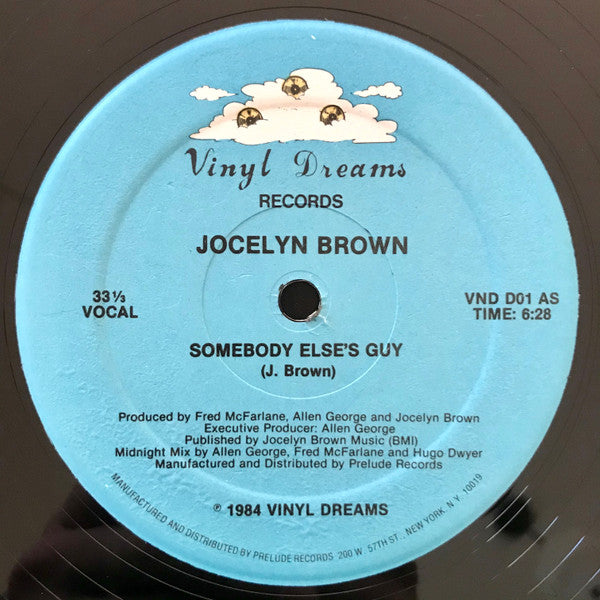 Vinyl Dreams
RECORDS
JOCELYN BROWN
33⅓
VOCAL
VND D01 AS
TIME: 6:28
SOMEBODY ELSE'S GUY
(J. Brown)
Produced by Fred McFarlane, Allen George and Jocelyn Brown
Executive Producer: Allen George
Published by Jocelyn Brown Music (BMI)
Midnight Mix by Allen George, Fred McFarlane and Hugo Dwyer
Manufactured and Distributed by Prelude Records
℗ 1984 VINYL DREAMS
MANUFACTURED AND DISTRIBUTED BY PRELUDE RECORDS 200 W. 57TH ST., NEW YORK, N.Y. 10019